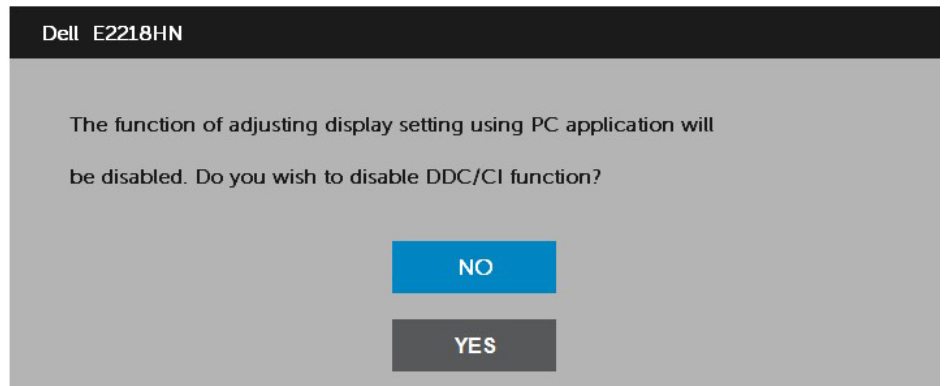 Dell E2218HN
The function of adjusting display setting using PC application will
be disabled. Do you wish to disable DDC/CI function?
NO
YES